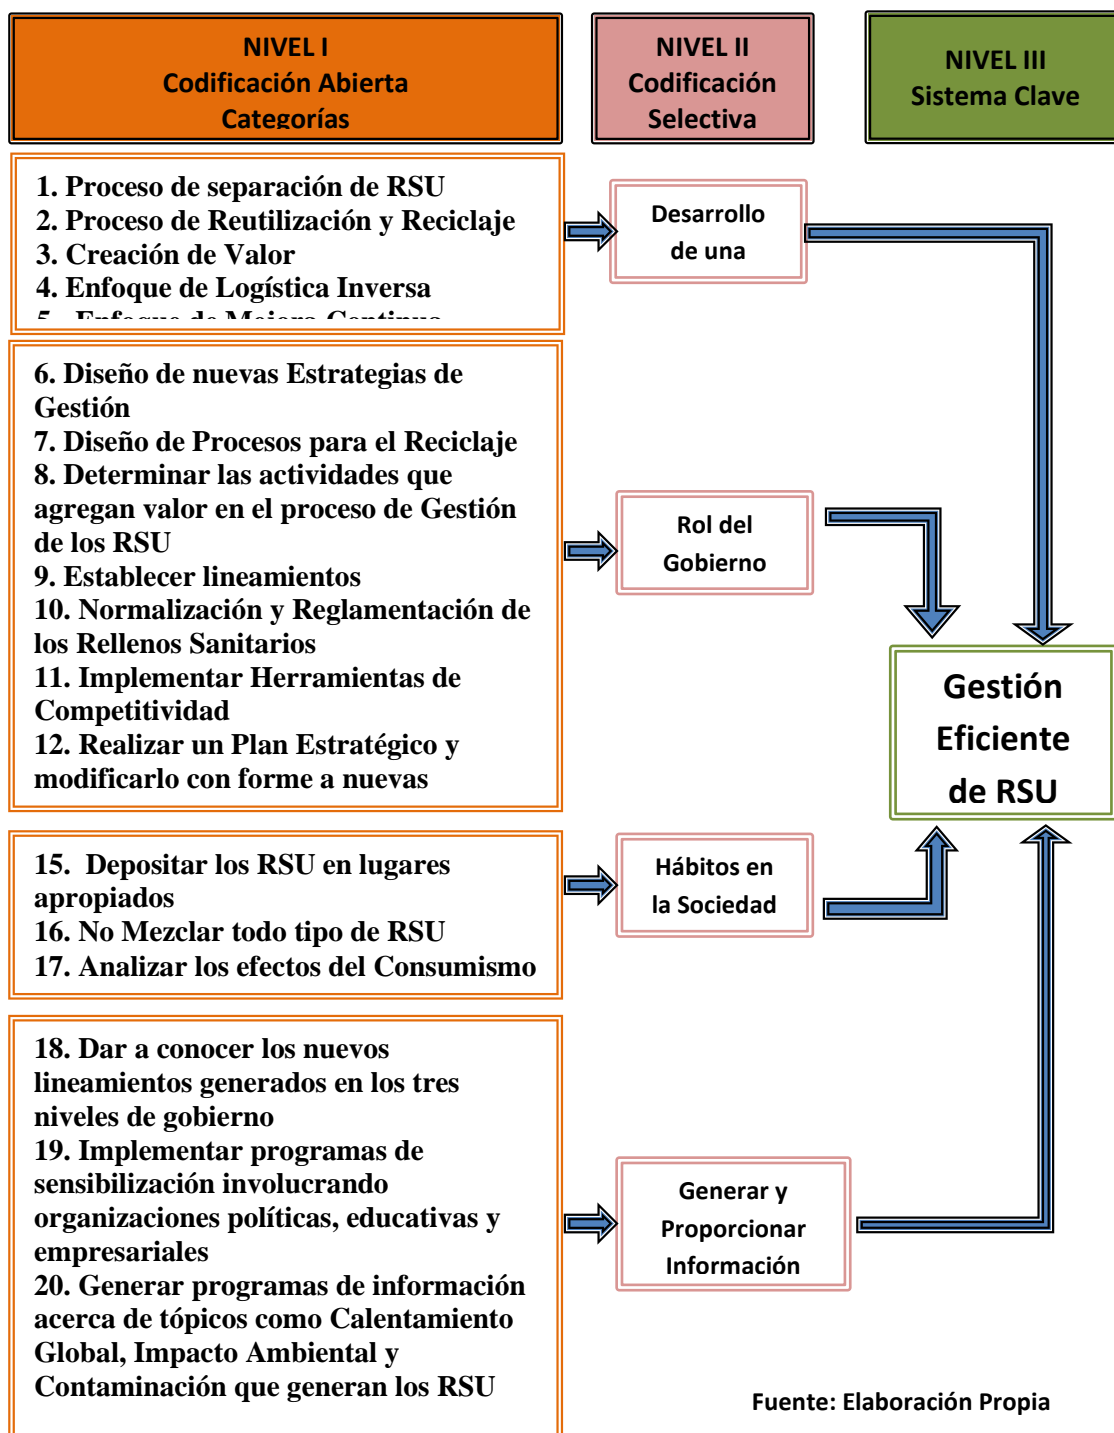 NIVEL I
Codificación Abierta
Categorías
NIVEL II
Codificación
Selectiva
NIVEL III
Sistema Clave
1. Proceso de separación de RSU
2. Proceso de Reutilización y Reciclaje
3. Creación de Valor
4. Enfoque de Logística Inversa
5. Enfoque de Mejora Continua
Desarrollo
de una
6. Diseño de nuevas Estrategias de
Gestión
7. Diseño de Procesos para el Reciclaje
8. Determinar las actividades que
agregan valor en el proceso de Gestión
de los RSU
9. Establecer lineamientos
10. Normalización y Reglamentación de
los Rellenos Sanitarios
11. Implementar Herramientas de
Competitividad
12. Realizar un Plan Estratégico y
modificarlo con forme a nuevas
Rol del
Gobierno
Gestión
Eficiente
de RSU
15. Depositar los RSU en lugares
apropiados
16. No Mezclar todo tipo de RSU
17. Analizar los efectos del Consumismo
Hábitos en
la Sociedad
18. Dar a conocer los nuevos
lineamientos generados en los tres
niveles de gobierno
19. Implementar programas de
sensibilización involucrando
organizaciones políticas, educativas y
empresariales
20. Generar programas de información
acerca de tópicos como Calentamiento
Global, Impacto Ambiental y
Contaminación que generan los RSU
Generar y
Proporcionar
Información
Fuente: Elaboración Propia